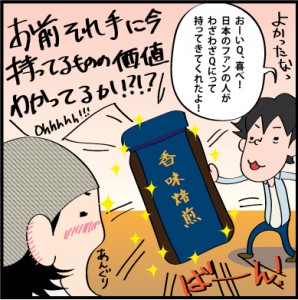 よかったなっ
おーいQ、喜べ！
日本のファンの人が
わざわざQにって
持ってきてくれたよ！
お前それ手に今
持ってるものの価値
わかってるか!?!?
Ohhhhh!!!
香味焙煎
あんぐり
ばーん！